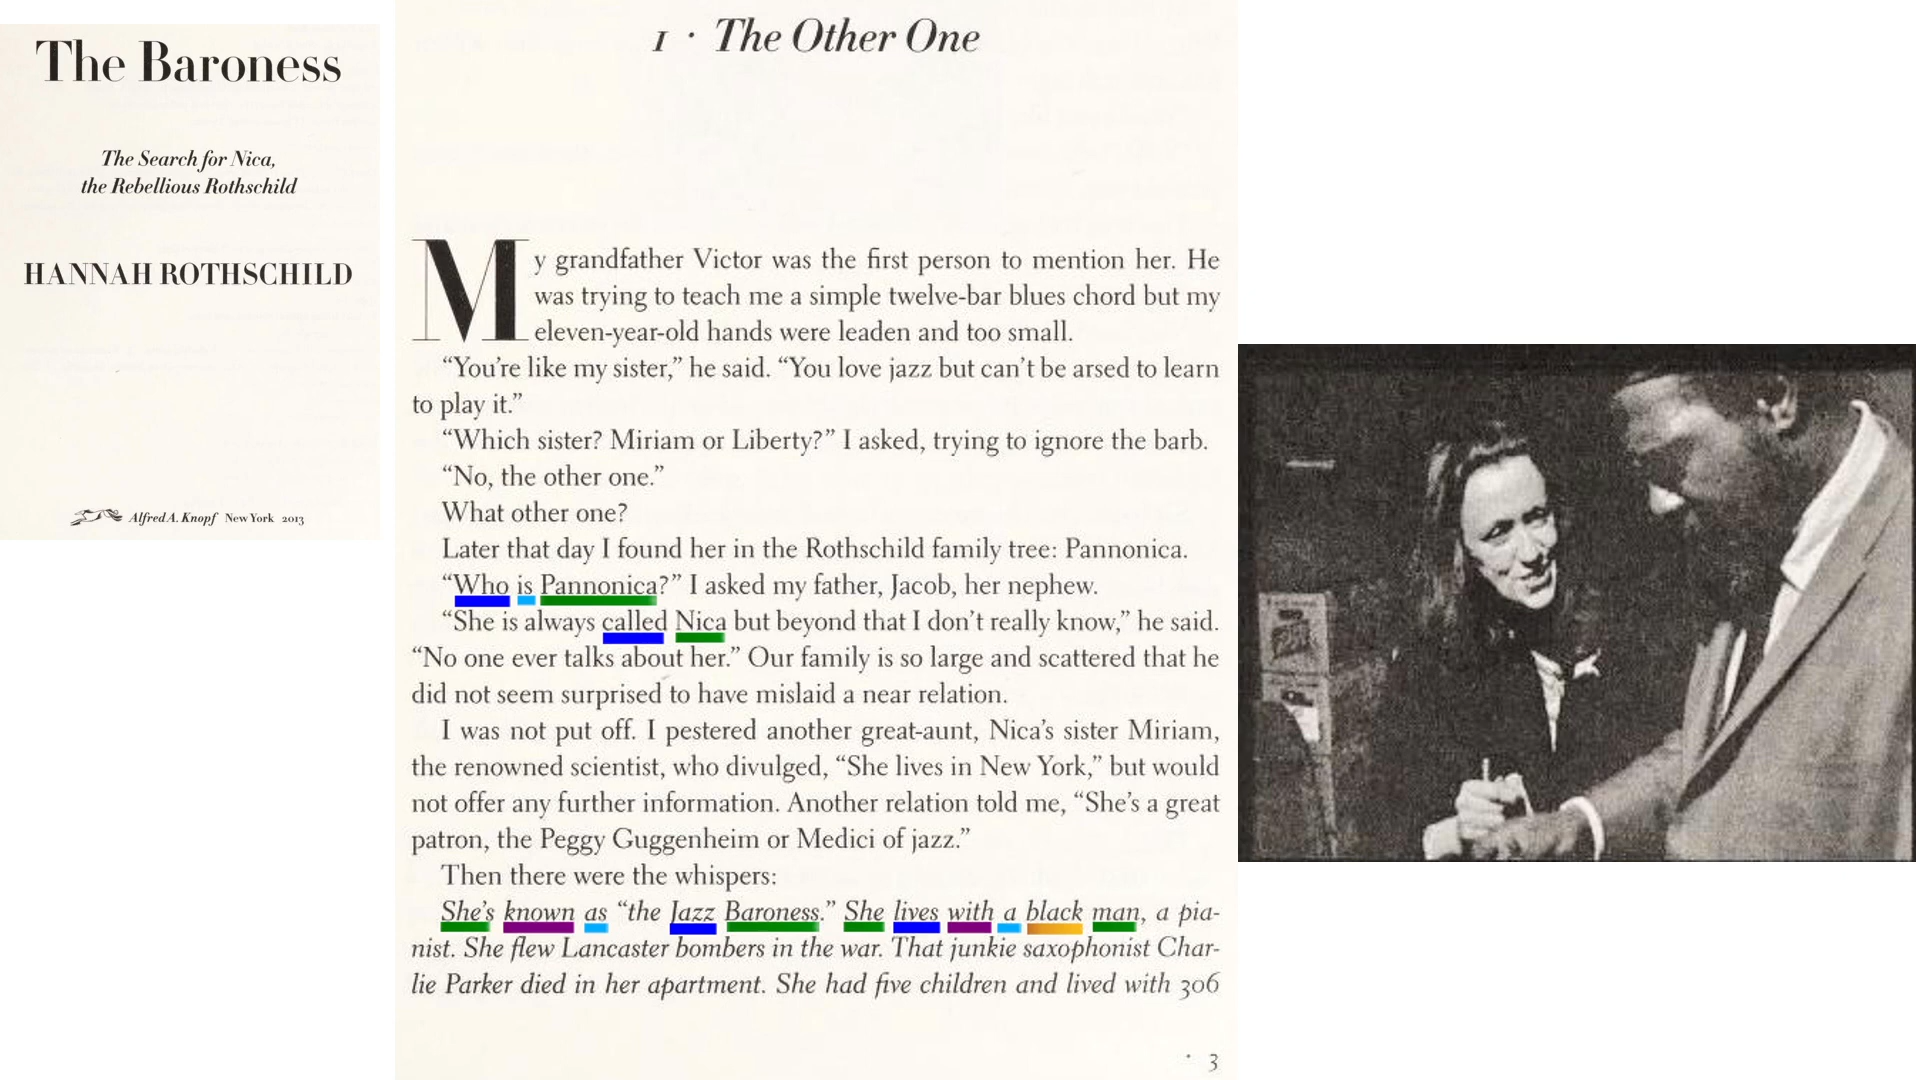 The Baroness
The Search for Nica,
the Rebellious Rothschild
HANNAH ROTHSCHILD
Alfred A. Knopf New York 2013
1 · The Other One
My grandfather Victor was the first person to mention her. He
was trying to teach me a simple twelve-bar blues chord but my
eleven-year-old hands were leaden and too small.
“You’re like my sister,” he said. “You love jazz but can’t be arsed to learn
to play it.”
“Which sister? Miriam or Liberty?” I asked, trying to ignore the barb.
“No, the other one.”
What other one?
Later that day I found her in the Rothschild family tree: Pannonica.
“Who is Pannonica?” I asked my father, Jacob, her nephew.
“She is always called Nica but beyond that I don’t really know,” he said.
“No one ever talks about her.” Our family is so large and scattered that he
did not seem surprised to have mislaid a near relation.
I was not put off. I pestered another great-aunt, Nica’s sister Miriam,
the renowned scientist, who divulged, “She lives in New York,” but would
not offer any further information. Another relation told me, “She’s a great
patron, the Peggy Guggenheim or Medici of jazz.”
Then there were the whispers:
She’s known as “the Jazz Baroness.” She lives with a black man, a pia-
nist. She flew Lancaster bombers in the war. That junkie saxophonist Char-
lie Parker died in her apartment. She had five children and lived with 306
· 3